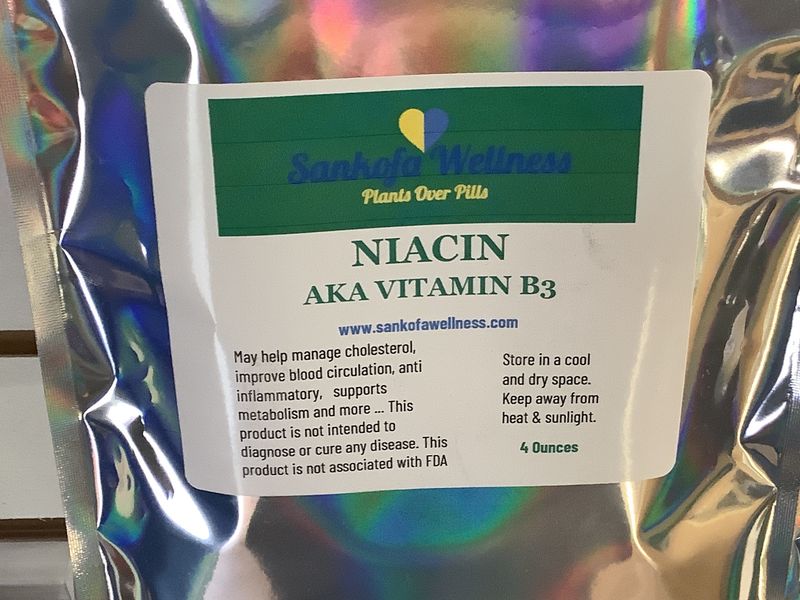 Sankofa Wellness
Plants Over Pills
NIACIN
AKA VITAMIN B3
www.sankofawellness.com
May help manage cholesterol,
improve blood circulation, anti
inflammatory, supports
metabolism and more ... This
product is not intended to
diagnose or cure any disease. This
product is not associated with FDA
Store in a cool
and dry space.
Keep away from
heat & sunlight.
4 Ounces